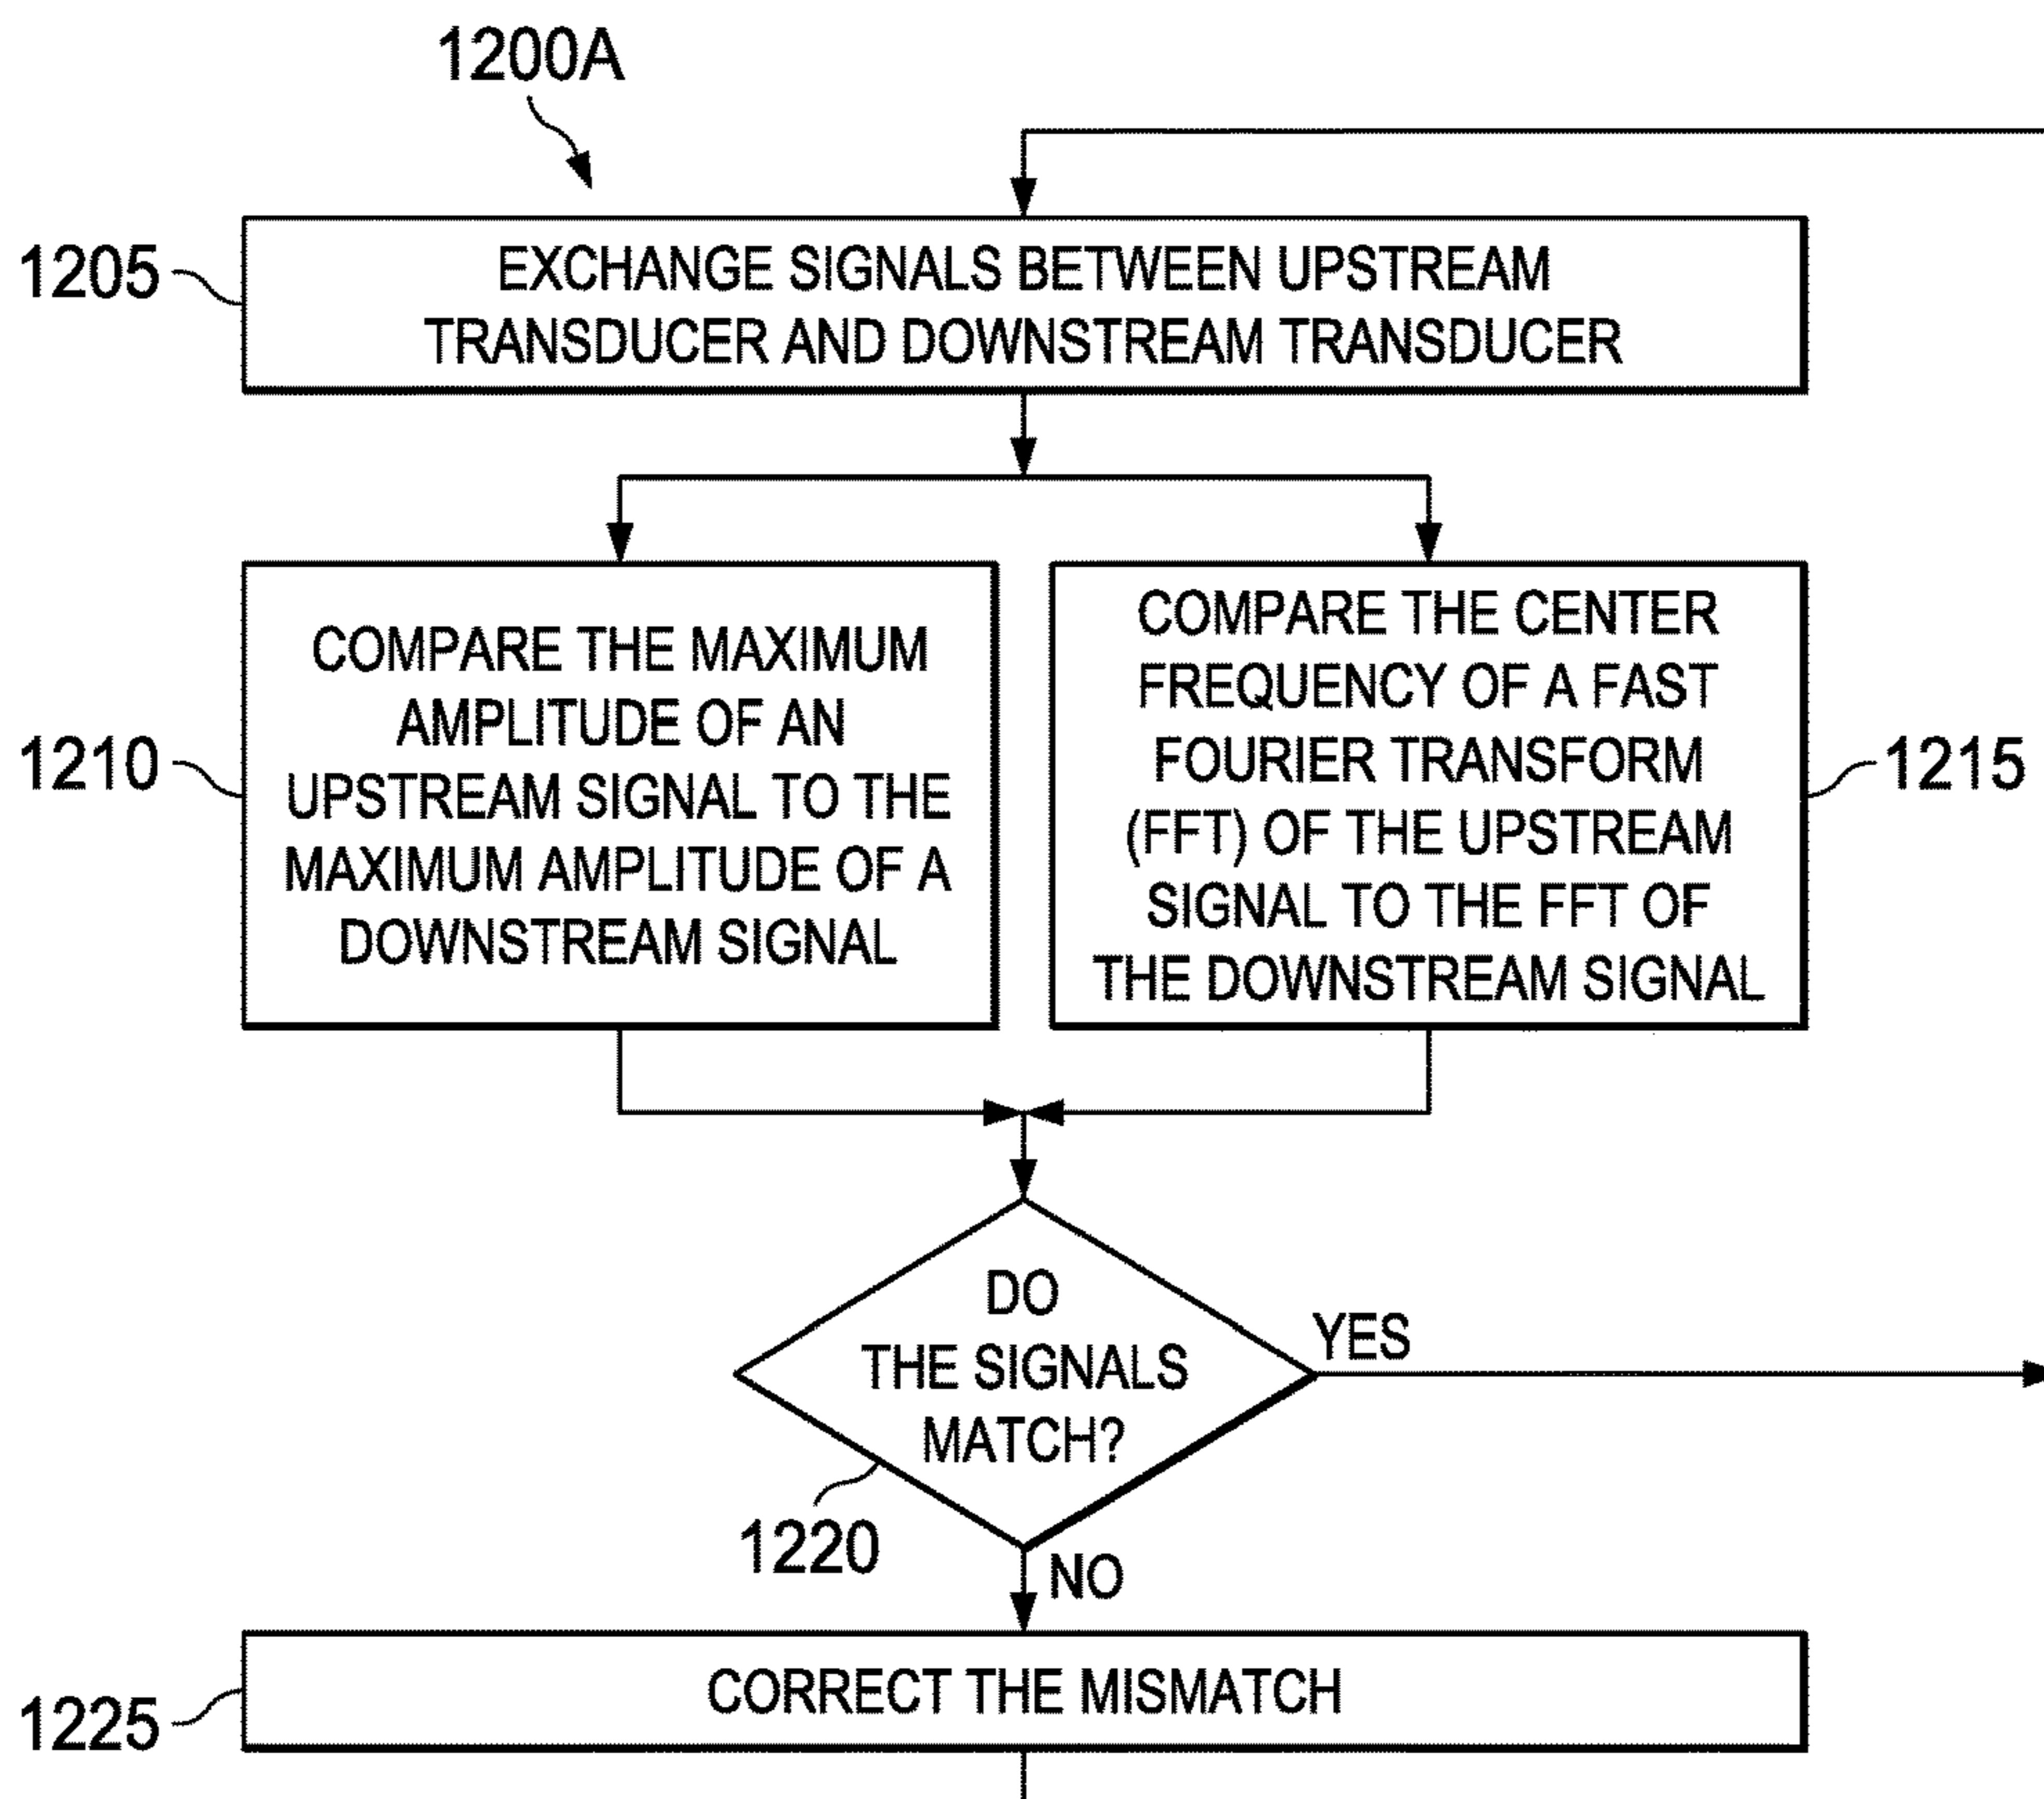 1200A
1205
EXCHANGE SIGNALS BETWEEN UPSTREAM
TRANSDUCER AND DOWNSTREAM TRANSDUCER
1210
COMPARE THE MAXIMUM
AMPLITUDE OF AN
UPSTREAM SIGNAL TO THE
MAXIMUM AMPLITUDE OF A
DOWNSTREAM SIGNAL
COMPARE THE CENTER
FREQUENCY OF A FAST
FOURIER TRANSFORM
(FFT) OF THE UPSTREAM
SIGNAL TO THE FFT OF
THE DOWNSTREAM SIGNAL
1215
DO
THE SIGNALS
MATCH?
YES
1220
NO
1225
CORRECT THE MISMATCH